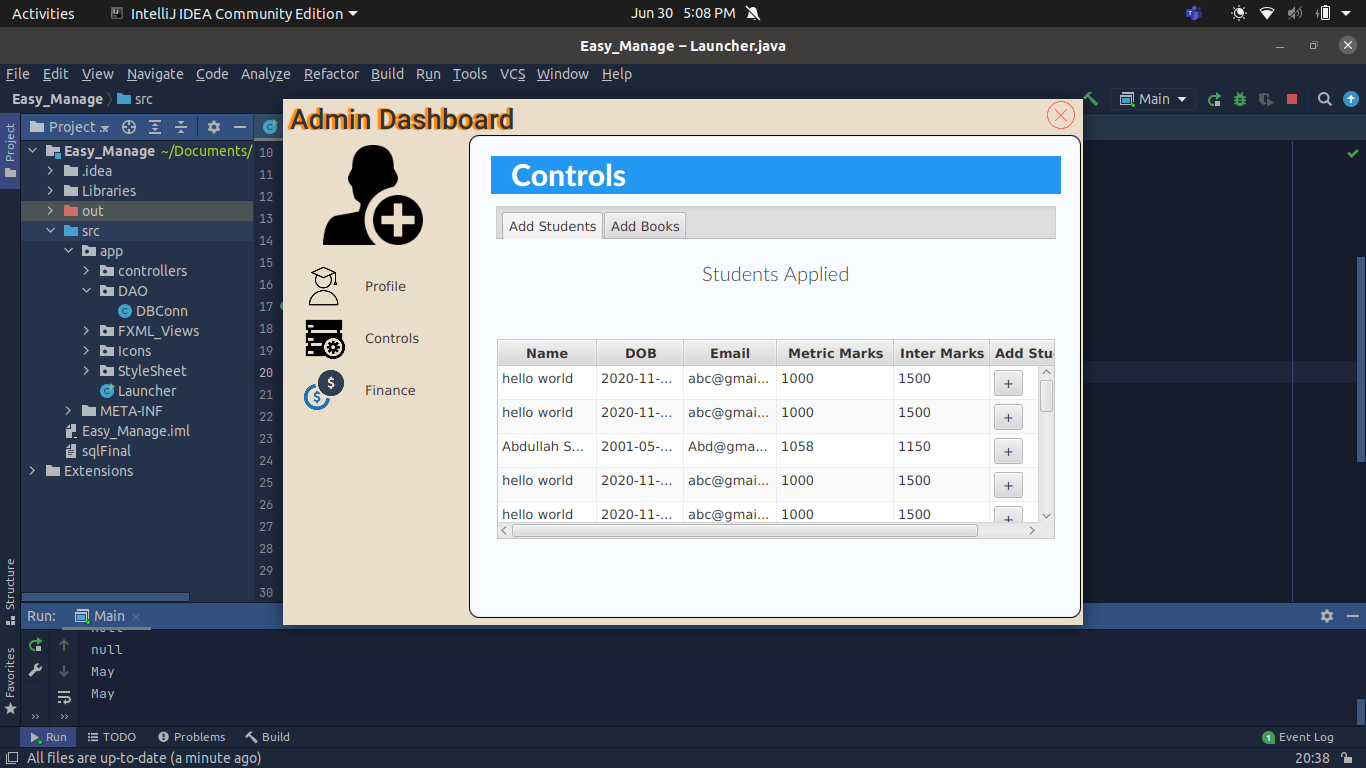 Activities IntelliJ IDEA Community Edition Jun 30 5:08 PM
Easy_Manage – Launcher.java
File Edit View Navigate Code Analyze Refactor Build Run Tools VCS Window Help
Easy_Manage src Main
Project
Project
Easy_Manage ~/Documents/
.idea
Libraries
out
src
app
controllers
DAO
DBConn
FXML_Views
Icons
StyleSheet
Launcher
META-INF
Easy_Manage.iml
sqlFinal
Extensions
Structure
Favorites
10
11
12
13
14
15
16
17
18
19
20
21
22
23
24
25
26
27
28
29
30
Admin Dashboard
Profile
Controls
Finance
Controls
Add Students Add Books
Students Applied
Name DOB Email Metric Marks Inter Marks Add Stu
hello world 2020-11-... abc@gmai... 1000 1500 +
hello world 2020-11-... abc@gmai... 1000 1500 +
Abdullah S... 2001-05-... Abd@gma... 1058 1150 +
hello world 2020-11-... abc@gmai... 1000 1500 +
hello world 2020-11-... abc@gmai... 1000 1500 +
Run: Main
null
null
May
May
Run TODO Problems Build 1 Event Log
All files are up-to-date (a minute ago) 20:38